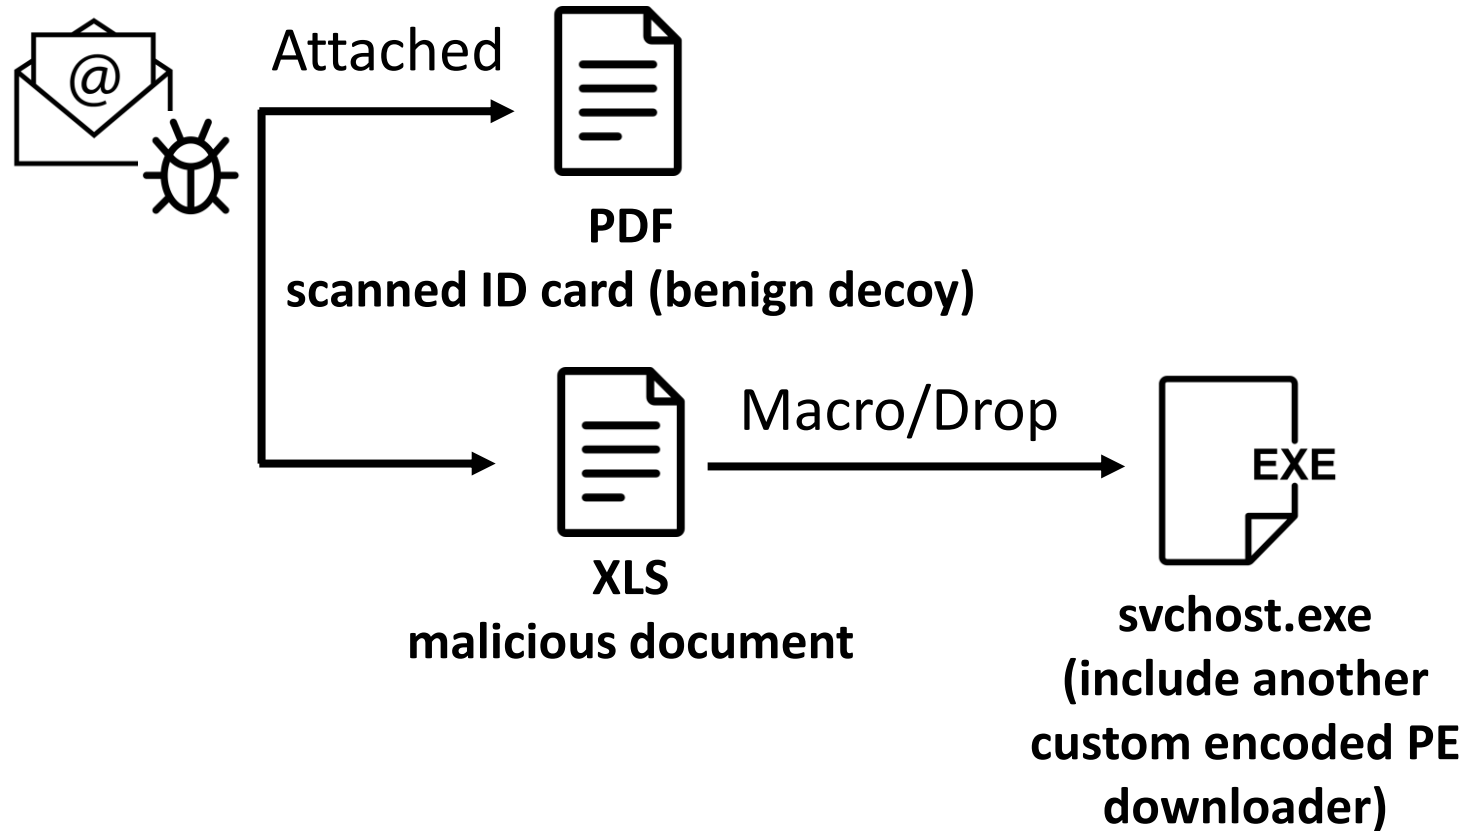 @
Attached
PDF
scanned ID card (benign decoy)
Macro/Drop
EXE
XLS
malicious document
svchost.exe
(include another
custom encoded PE
downloader)